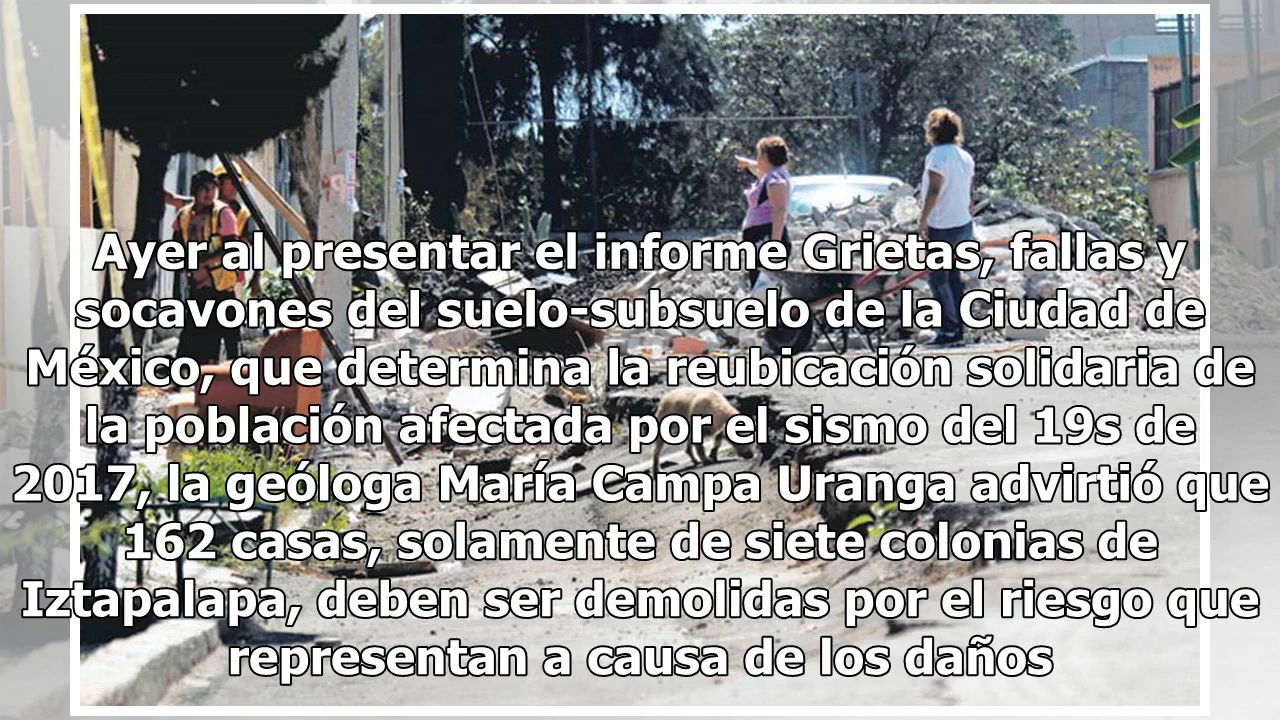 Ayer al presentar el informe Grietas, fallas y
socavones del suelo-subsuelo de la Ciudad de
México, que determina la reubicación solidaria de
la población afectada por el sismo del 19s de
2017, la geóloga María Campa Uranga advirtió que
162 casas, solamente de siete colonias de
Iztapalapa, deben ser demolidas por el riesgo que
representan a causa de los daños